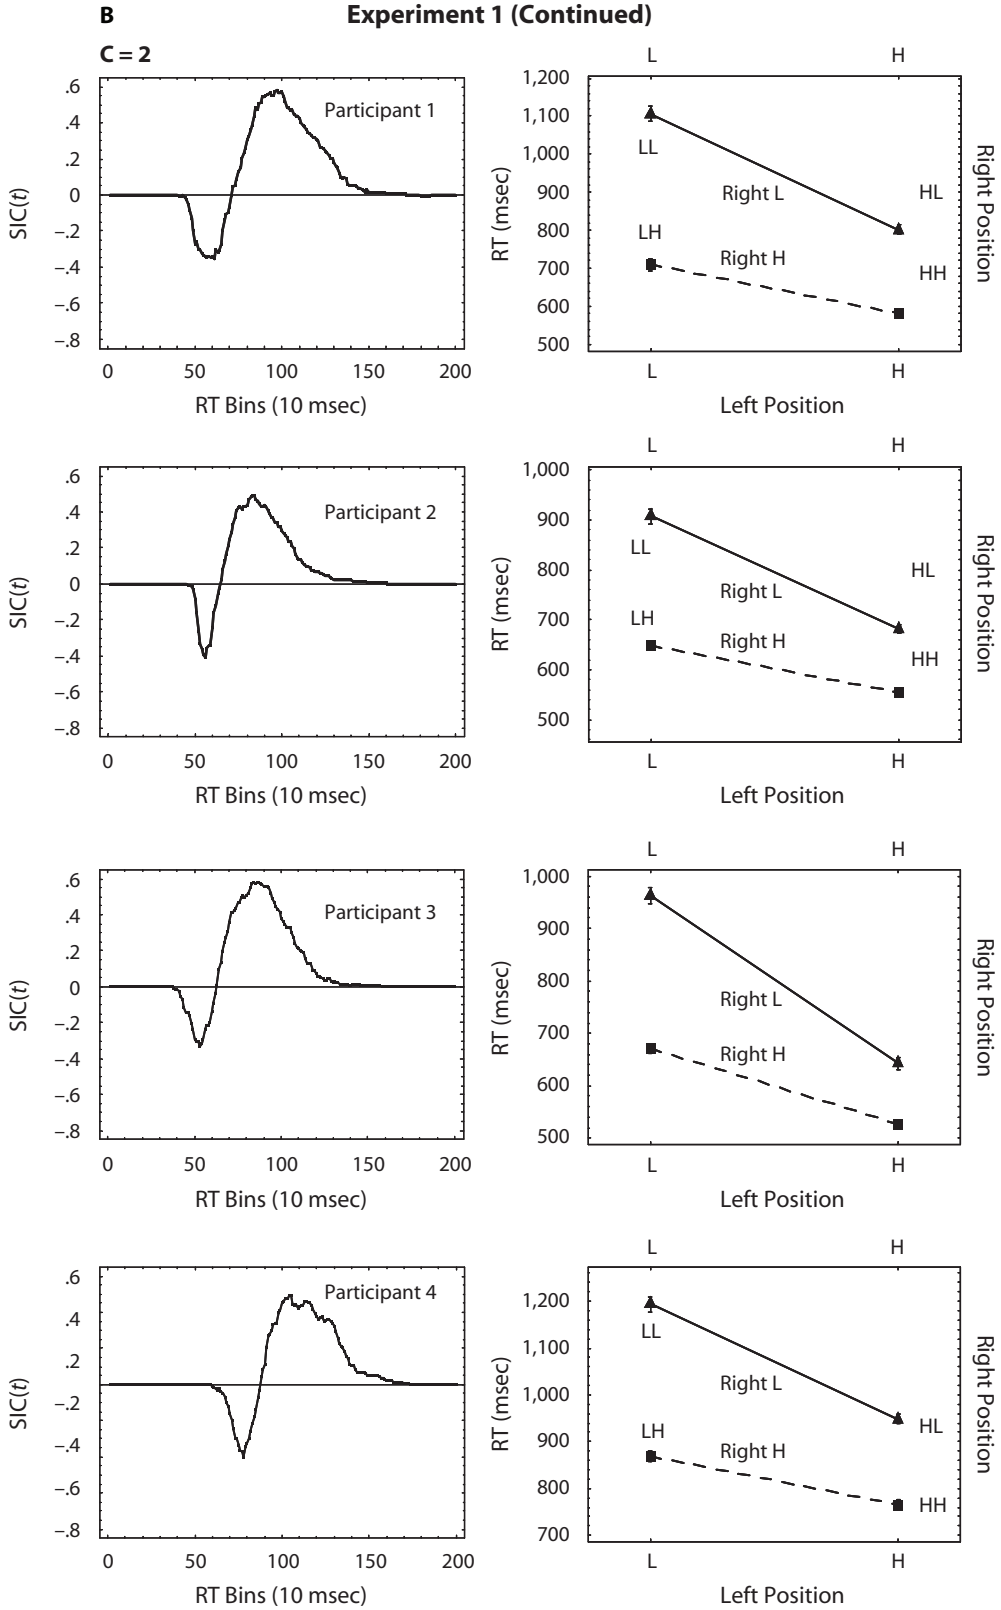 B Experiment 1 (Continued)
C = 2
.6
.4
.2
0
–.2
–.4
–.6
–.8
SIC(t)
Participant 1
0 50 100 150 200
RT Bins (10 msec)
L H
1,200
1,100
1,000
900
800
700
600
500
RT (msec)
LL
Right L
HL
LH
Right H
HH
Right Position
L H
Left Position
.6
.4
.2
0
–.2
–.4
–.6
–.8
SIC(t)
Participant 2
0 50 100 150 200
RT Bins (10 msec)
L H
1,000
900
800
700
600
500
RT (msec)
LL
HL
Right L
LH
Right H
HH
Right Position
L H
Left Position
.6
.4
.2
0
–.2
–.4
–.6
–.8
SIC(t)
Participant 3
0 50 100 150 200
RT Bins (10 msec)
L H
1,000
900
800
700
600
500
RT (msec)
Right L
Right H
Right Position
L H
Left Position
.6
.4
.2
–.2
–.4
–.6
–.8
SIC(t)
Participant 4
0 50 100 150 200
RT Bins (10 msec)
L H
1,200
1,100
1,000
900
800
700
RT (msec)
LL
Right L
HL
LH
Right H
HH
Right Position
L H
Left Position